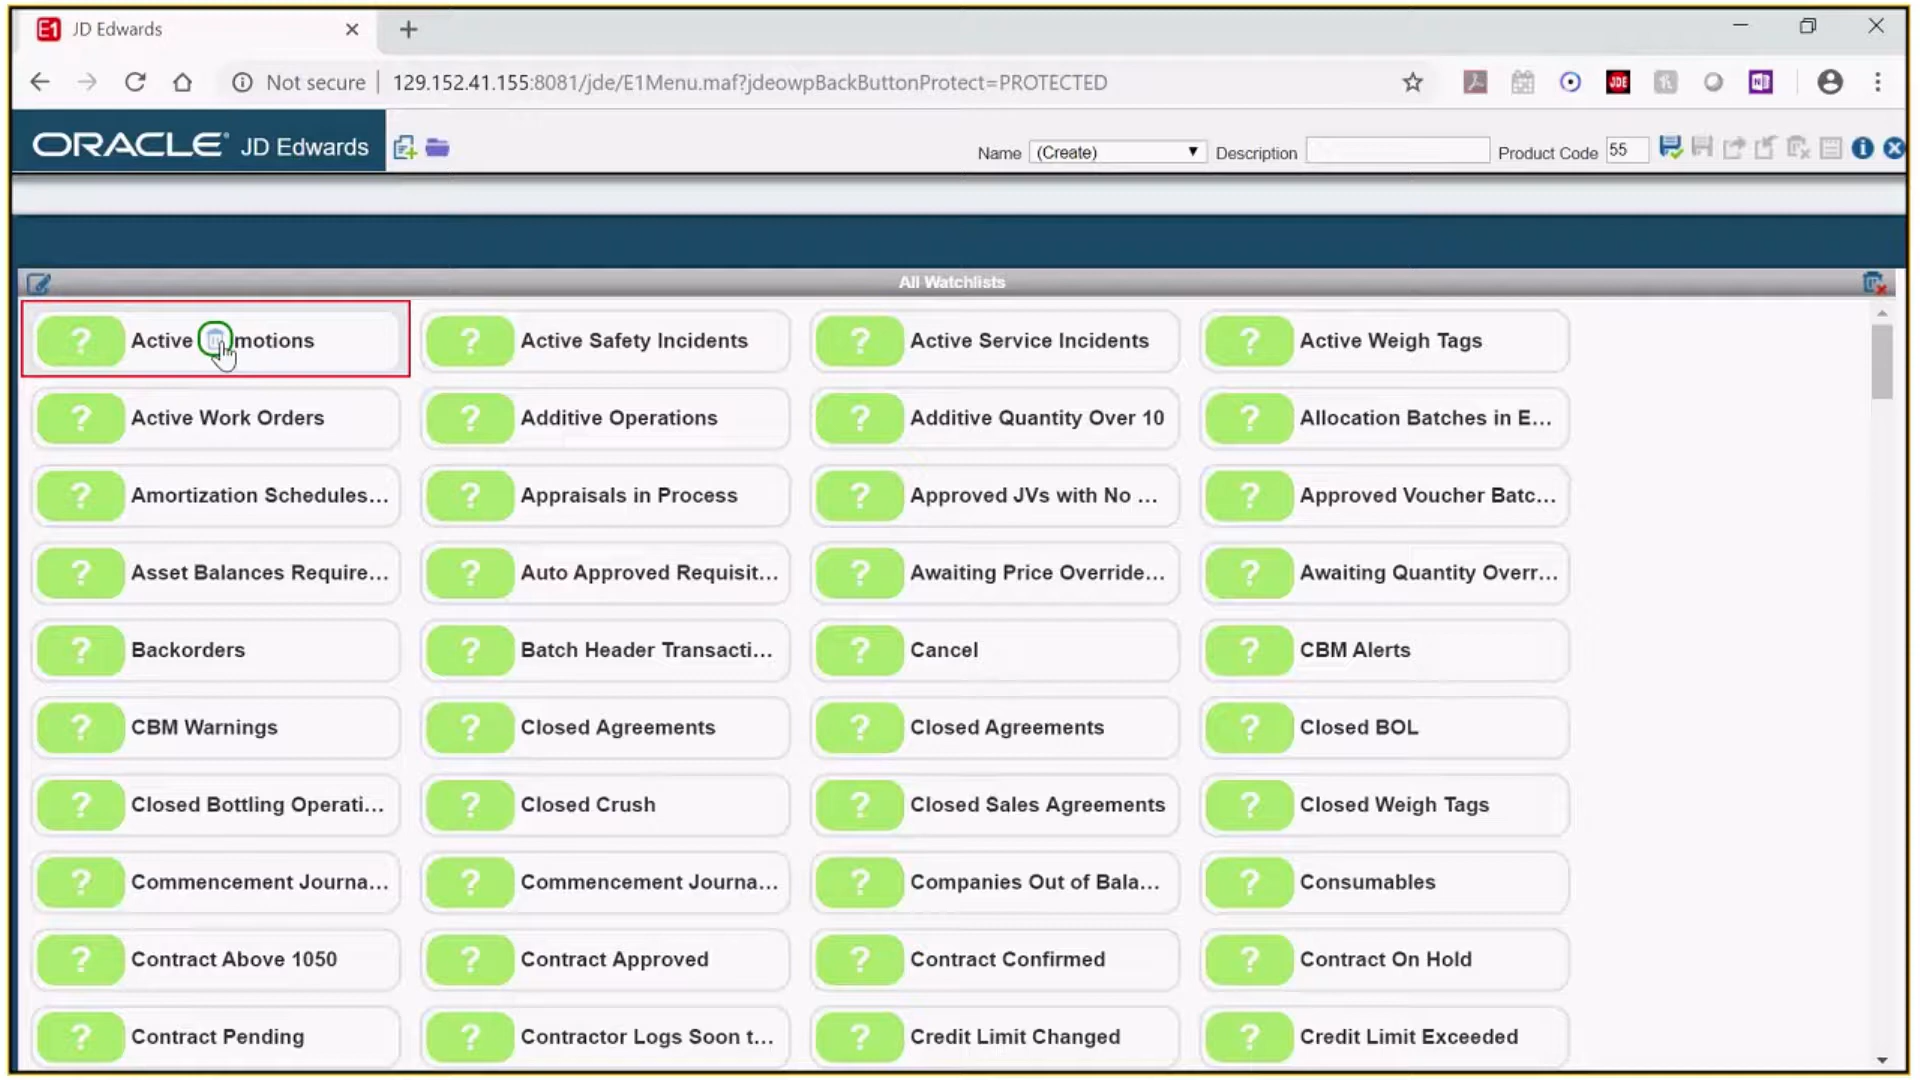 JD Edwards
Not secure | 129.152.41.155:8081/jde/E1Menu.maf?jdeowpBackButtonProtect=PROTECTED
JDE
N
ORACLE® JD Edwards
Name (Create) Description Product Code 55
All Watchlists
? Active motions ? Active Safety Incidents ? Active Service Incidents ? Active Weigh Tags
? Active Work Orders ? Additive Operations ? Additive Quantity Over 10 ? Allocation Batches in E...
? Amortization Schedules... ? Appraisals in Process ? Approved JVs with No ... ? Approved Voucher Batc...
? Asset Balances Require... ? Auto Approved Requisit... ? Awaiting Price Override... ? Awaiting Quantity Overr...
? Backorders ? Batch Header Transacti... ? Cancel ? CBM Alerts
? CBM Warnings ? Closed Agreements ? Closed Agreements ? Closed BOL
? Closed Bottling Operati... ? Closed Crush ? Closed Sales Agreements ? Closed Weigh Tags
? Commencement Journa... ? Commencement Journa... ? Companies Out of Bala... ? Consumables
? Contract Above 1050 ? Contract Approved ? Contract Confirmed ? Contract On Hold
? Contract Pending ? Contractor Logs Soon t... ? Credit Limit Changed ? Credit Limit Exceeded